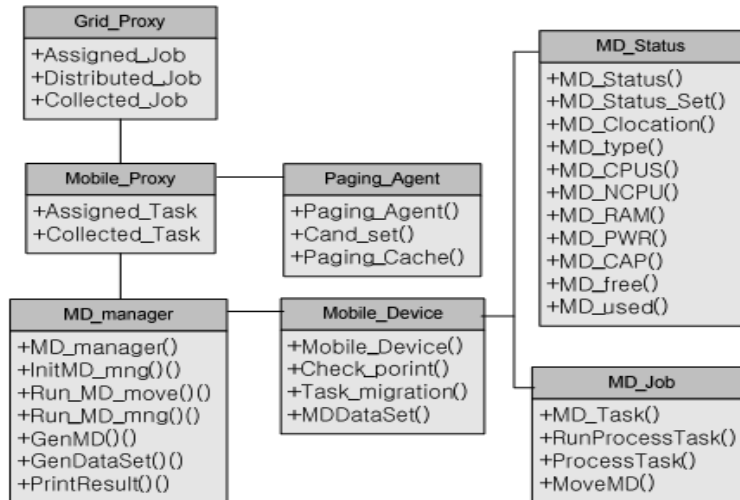 Grid_Proxy
+Assigned_Job
+Distributed_Job
+Collected_Job
Mobile_Proxy
+Assigned_Task
+Collected_Task
Paging_Agent
+Paging_Agent()
+Cand_set()
+Paging_Cache()
MD_manager
+MD_manager()
+InitMD_mng()()
+Run_MD_move()()
+Run_MD_mng()()
+GenMD()()
+GenDataSet()()
+PrintResult()()
Mobile_Device
+Mobile_Device()
+Check_porint()
+Task_migration()
+MDDataSet()
MD_Status
+MD_Status()
+MD_Status_Set()
+MD_Clocation()
+MD_type()
+MD_CPUS()
+MD_NCPU()
+MD_RAM()
+MD_PWR()
+MD_CAP()
+MD_free()
+MD_used()
MD_Job
+MD_Task()
+RunProcessTask()
+ProcessTask()
+MoveMD()